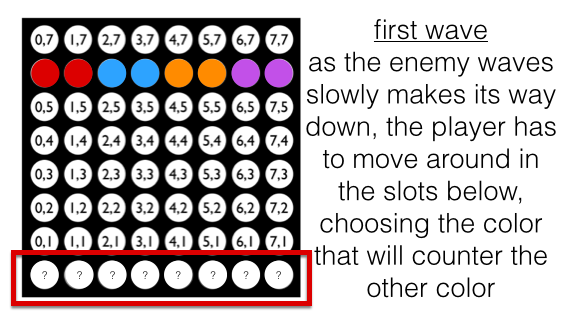 0,7 1,7 2,7 3,7 4,7 5,7 6,7 7,7
0,5 1,5 2,5 3,5 4,5 5,5 6,5 7,5
0,4 1,4 2,4 3,4 4,4 5,4 6,4 7,4
0,3 1,3 2,3 3,3 4,3 5,3 6,3 7,3
0,2 1,2 2,2 3,2 4,2 5,2 6,2 7,2
0,1 1,1 2,1 3,1 4,1 5,1 6,1 7,1
? ? ? ? ? ? ? ?
first wave
as the enemy waves
slowly makes its way
down, the player has
to move around in
the slots below,
choosing the color
that will counter the
other color